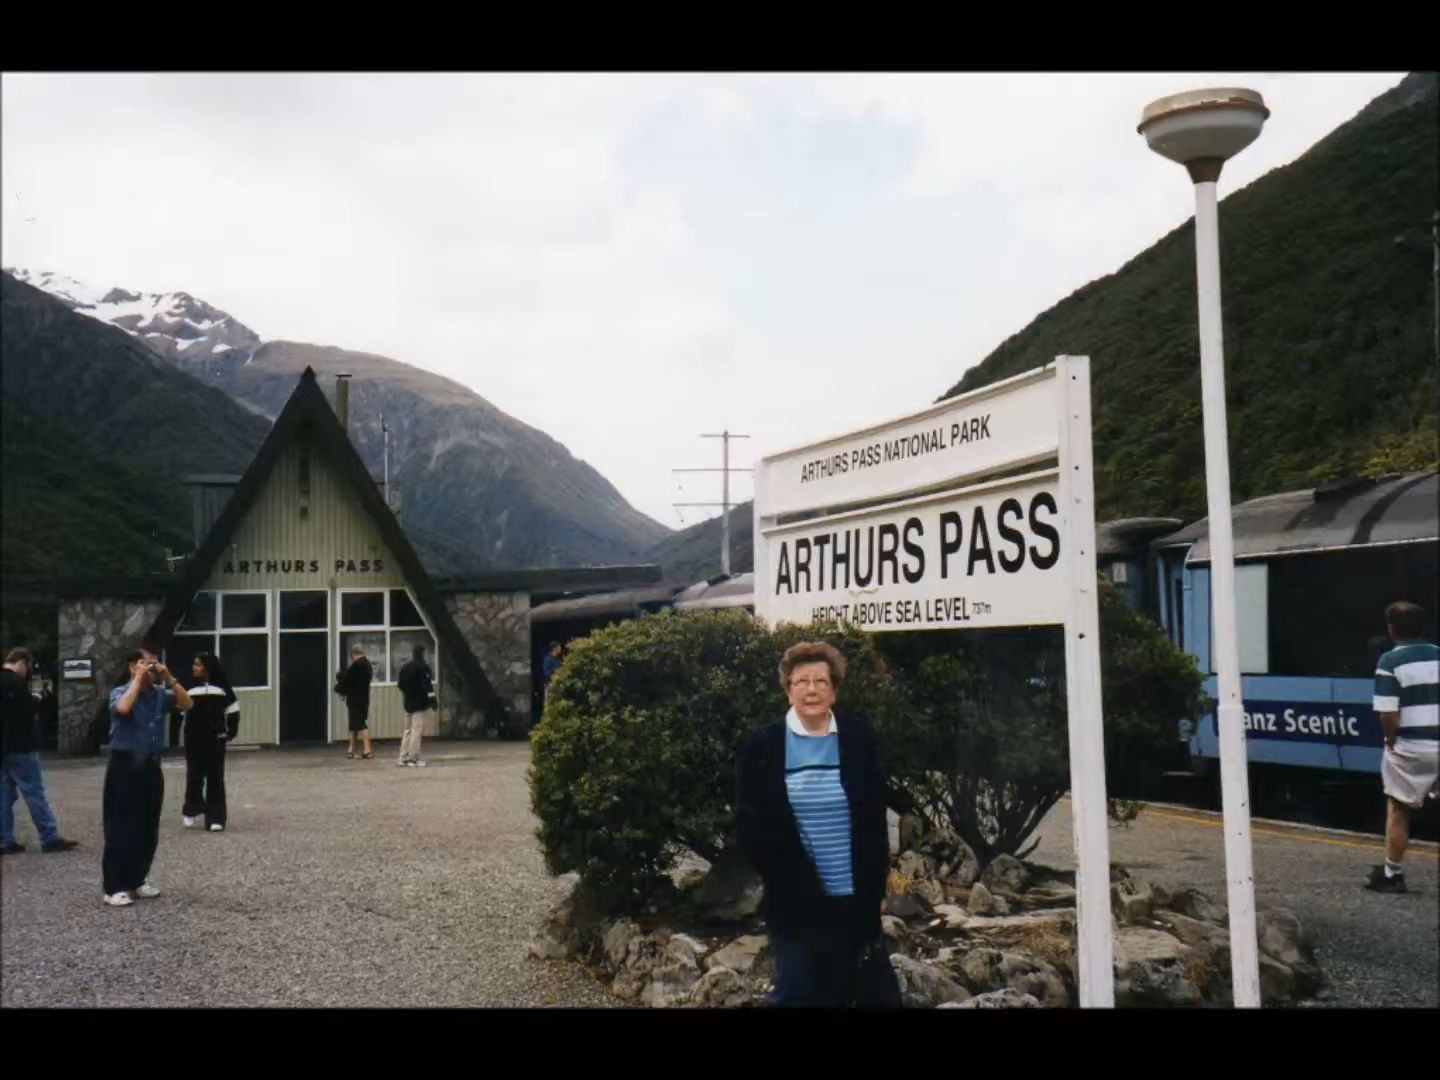 ARTHURS PASS NATIONAL PARK
ARTHURS PASS
HEIGHT ABOVE SEA LEVEL 737m
ARTHURS PASS
anz Scenic